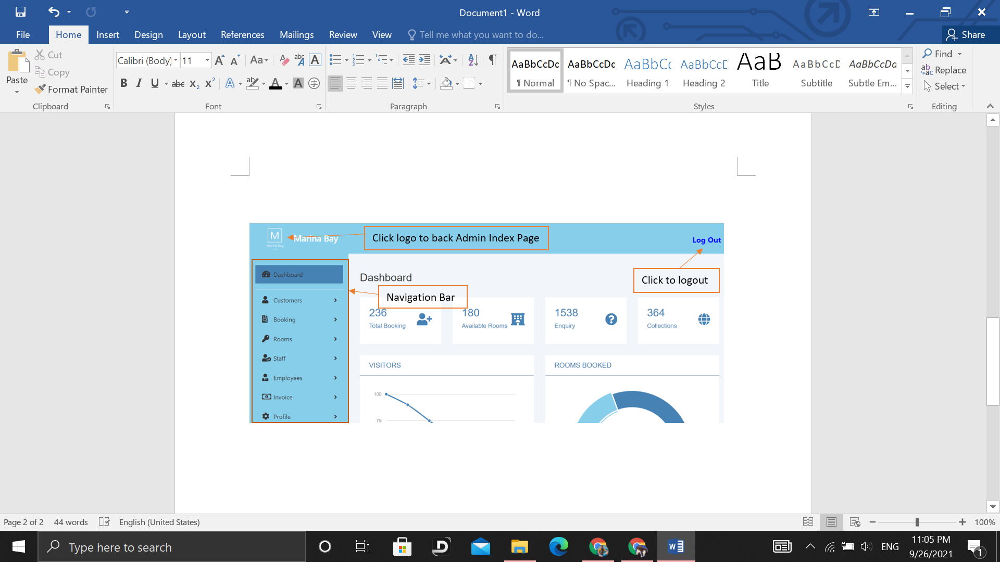 Document1 - Word
File Home Insert Design Layout References Mailings Review View Tell me what you want to do... Share
Paste
Cut
Copy
Format Painter
Clipboard
Calibri (Body) 11
Font
Paragraph
AaBbCcDc AaBbCcDc AaBbCc AaBbCcD AaB AaBbCcD AaBbCcDa
¶ Normal ¶ No Spac... Heading 1 Heading 2 Title Subtitle Subtle Em...
Styles
Find
Replace
Select
Editing
M
Marina Bay
Marina Bay
Click logo to back Admin Index Page
Log Out
Click to logout
Dashboard
Customers
Booking
Rooms
Staff
Employees
Invoice
Profile
Dashboard
Navigation Bar
236
Total Booking
180
Available Rooms
1538
Enquiry
364
Collections
VISITORS
100
75
ROOMS BOOKED
Page 2 of 2 44 words English (United States) 100%
Type here to search
ENG
11:05 PM
9/26/2021
1